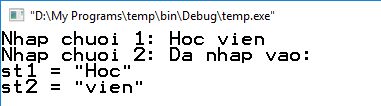 "D:\My Programs\temp\bin\Debug\temp.exe"
Nhap chuoi 1: Hoc vien
Nhap chuoi 2: Da nhap vao:
st1 = "Hoc"
st2 = "vien"